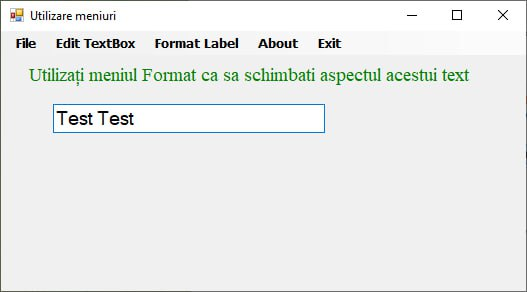 Utilizare meniuri
File Edit TextBox Format Label About Exit
Utilizați meniul Format ca sa schimbati aspectul acestui text
Test Test